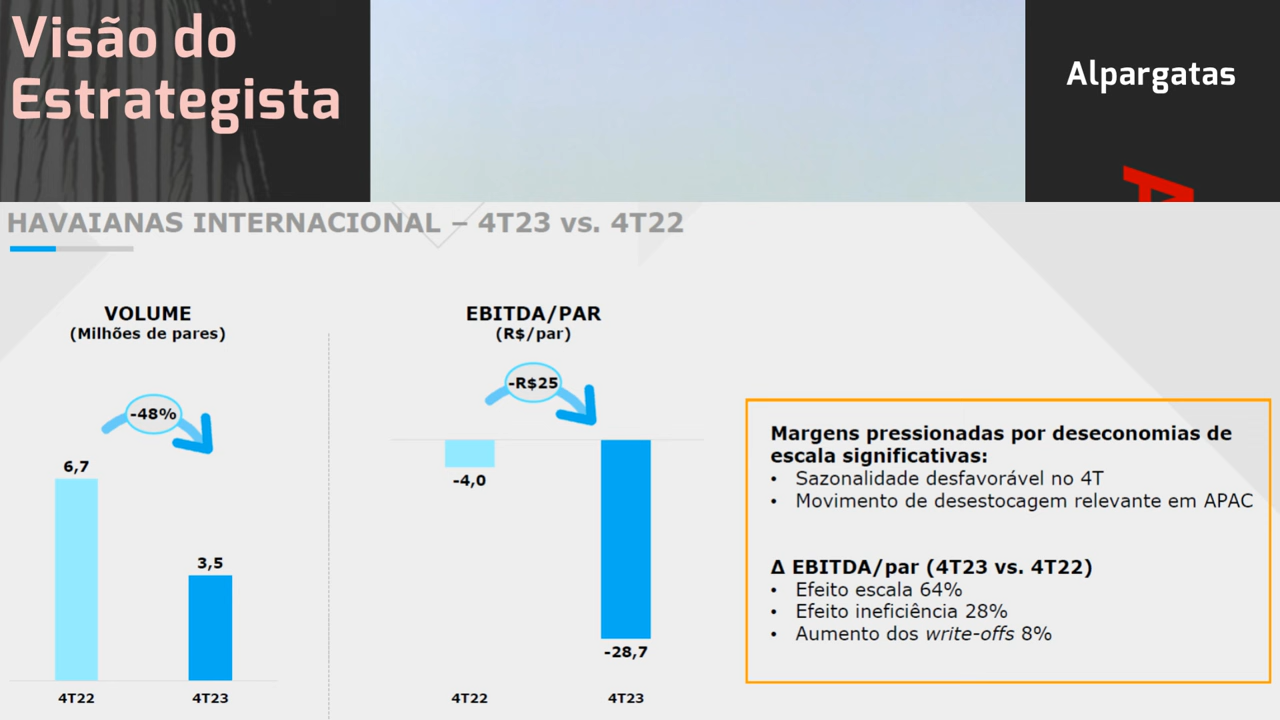 Visão do
Estrategista
Alpargatas
HAVAIANAS INTERNACIONAL – 4T23 vs. 4T22
VOLUME
(Milhões de pares)
-48%
6,7
3,5
4T22
4T23
EBITDA/PAR
(R$/par)
-R$25
-4,0
-28,7
4T22
4T23
Margens pressionadas por deseconomias de
escala significativas:
• Sazonalidade desfavorável no 4T
• Movimento de desestocagem relevante em APAC
Δ EBITDA/par (4T23 vs. 4T22)
• Efeito escala 64%
• Efeito ineficiência 28%
• Aumento dos write-offs 8%